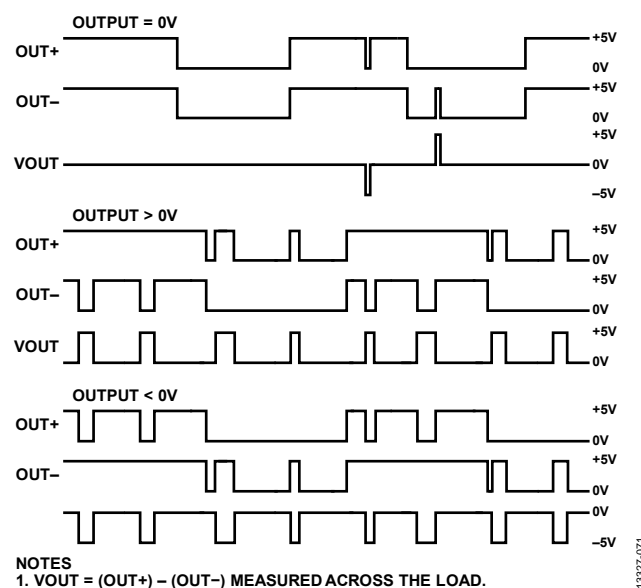 OUTPUT = 0V
OUT+
+5V
0V
OUT–
+5V
0V
VOUT
+5V
0V
–5V
OUTPUT > 0V
OUT+
+5V
0V
OUT–
+5V
0V
VOUT
+5V
0V
OUTPUT < 0V
OUT+
+5V
0V
OUT–
+5V
0V
0V
–5V
NOTES
1. VOUT = (OUT+) – (OUT−) MEASURED ACROSS THE LOAD.
12327-071